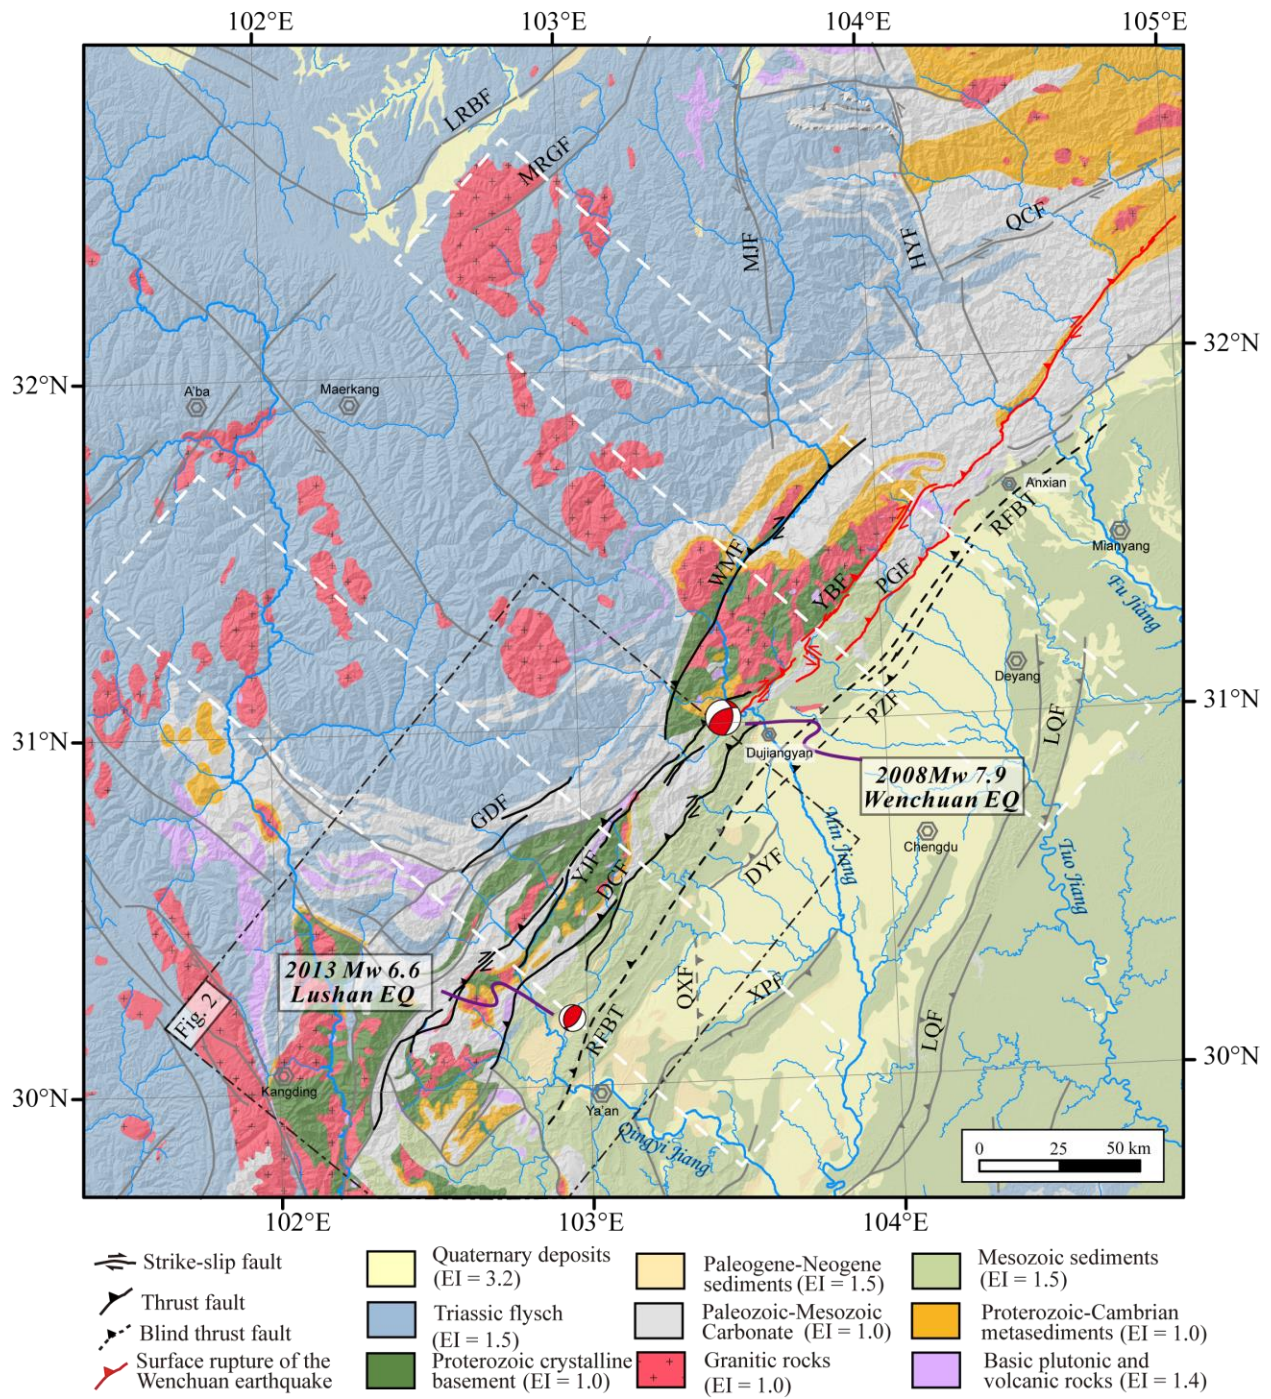 102°E
103°E
104°E
105°E
LRBF
MRGF
MJF
HYF
QCF
32°N
32°N
A'ba
Maerkang
Anxian
RFBT
Mianyang
WMF
YBF
PGF
Fu Jiang
Deyang
PZF
LQF
31°N
31°N
Dujiangyan
2008Mw 7.9
Wenchuan EQ
GDF
Min Jiang
Chengdu
YJF
DCF
DYF
Tuo Jiang
2013 Mw 6.6
Lushan EQ
QXF
XPF
Fig. 2
RFBT
LQF
30°N
30°N
Kangding
Ya'an
Qingyi Jiang
0 25 50 km
102°E
103°E
104°E
Strike-slip fault
Thrust fault
Blind thrust fault
Surface rupture of the
Wenchuan earthquake
Quaternary deposits
(EI = 3.2)
Triassic flysch
(EI = 1.5)
Proterozoic crystalline
basement (EI = 1.0)
Paleogene-Neogene
sediments (EI = 1.5)
Paleozoic-Mesozoic
Carbonate (EI = 1.0)
Granitic rocks
(EI = 1.0)
Mesozoic sediments
(EI = 1.5)
Proterozoic-Cambrian
metasediments (EI = 1.0)
Basic plutonic and
volcanic rocks (EI = 1.4)